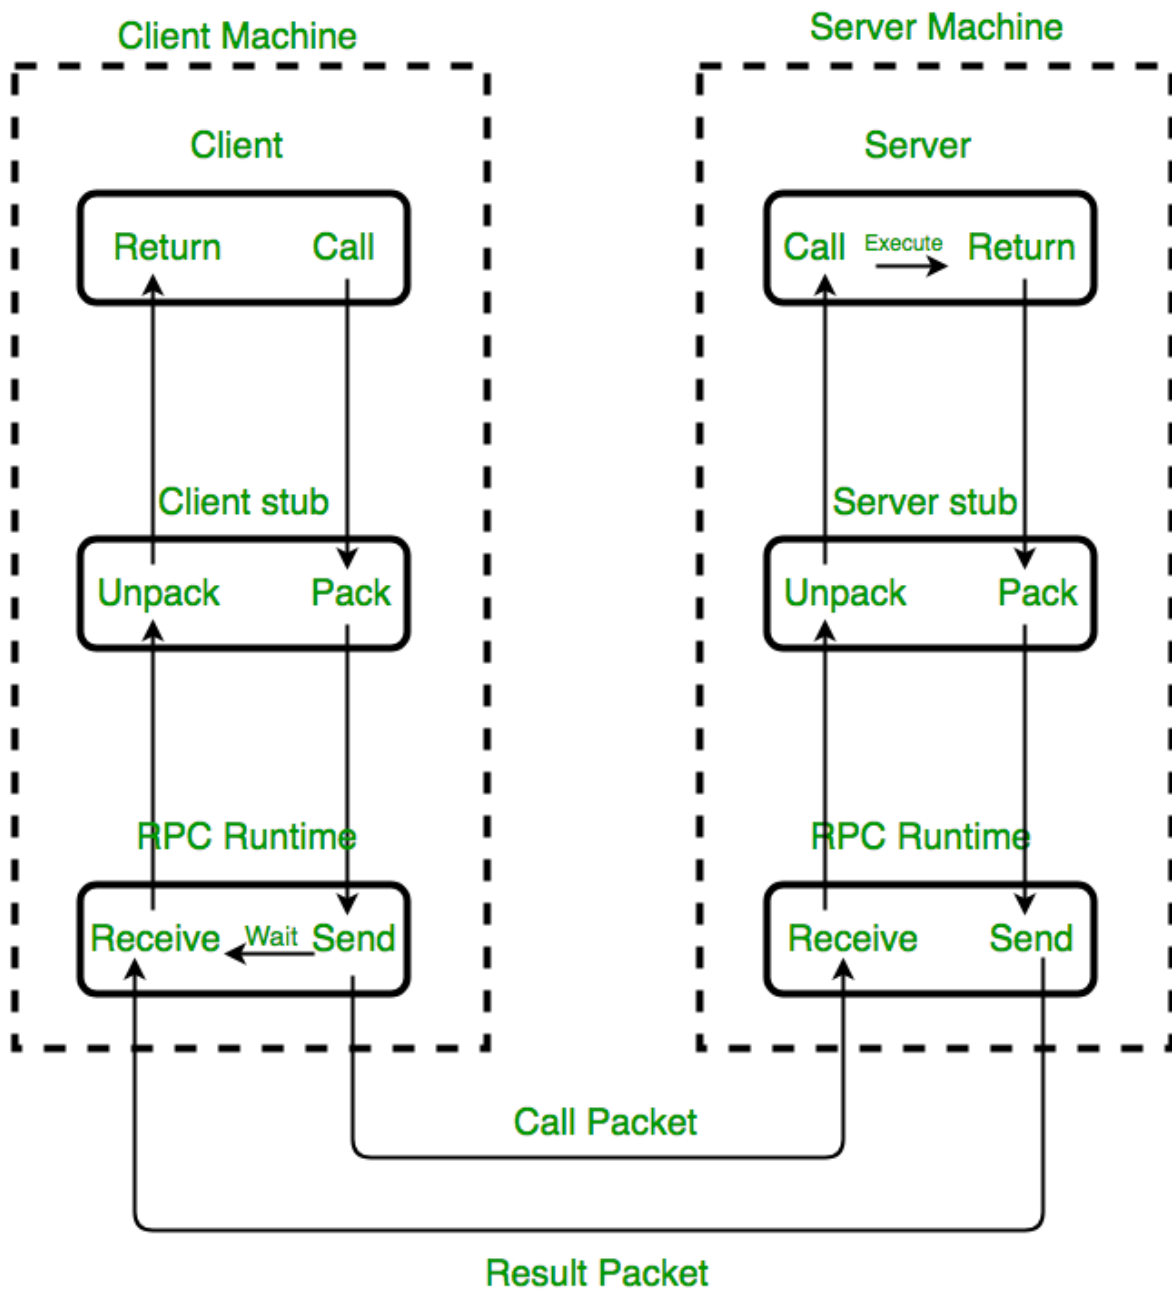 Client Machine
Server Machine
Client
Server
Return Call
Call Execute Return
Client stub
Server stub
Unpack Pack
Unpack Pack
RPC Runtime
RPC Runtime
Receive Wait Send
Receive Send
Call Packet
Result Packet